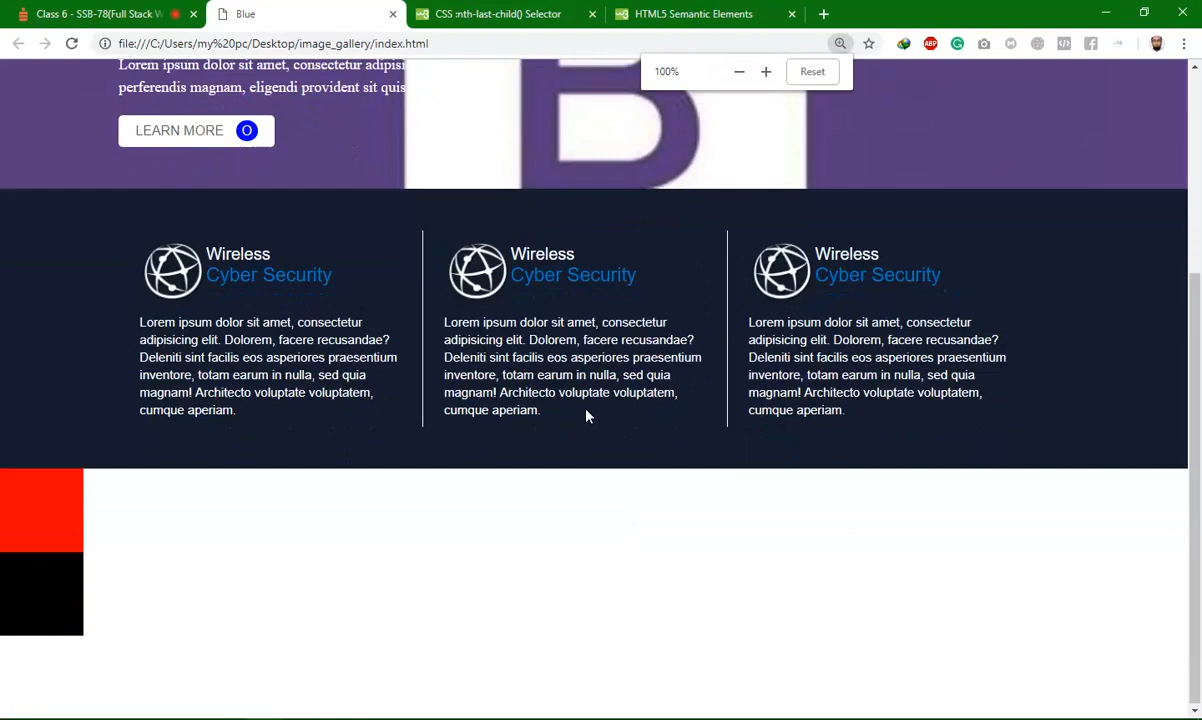 Class 6 - SSB-78(Full Stack W
Blue
CSS :nth-last-child() Selector
HTML5 Semantic Elements
file:///C:/Users/my%20pc/Desktop/image_gallery/index.html
ABP
100%
Reset
Lorem ipsum dolor sit amet, consectetur adipisi
perferendis magnam, eligendi provident sit quis
LEARN MORE O
B
Wireless
Cyber Security
Lorem ipsum dolor sit amet, consectetur
adipisicing elit. Dolorem, facere recusandae?
Deleniti sint facilis eos asperiores praesentium
inventore, totam earum in nulla, sed quia
magnam! Architecto voluptate voluptatem,
cumque aperiam.
Wireless
Cyber Security
Lorem ipsum dolor sit amet, consectetur
adipisicing elit. Dolorem, facere recusandae?
Deleniti sint facilis eos asperiores praesentium
inventore, totam earum in nulla, sed quia
magnam! Architecto voluptate voluptatem,
cumque aperiam.
Wireless
Cyber Security
Lorem ipsum dolor sit amet, consectetur
adipisicing elit. Dolorem, facere recusandae?
Deleniti sint facilis eos asperiores praesentium
inventore, totam earum in nulla, sed quia
magnam! Architecto voluptate voluptatem,
cumque aperiam.